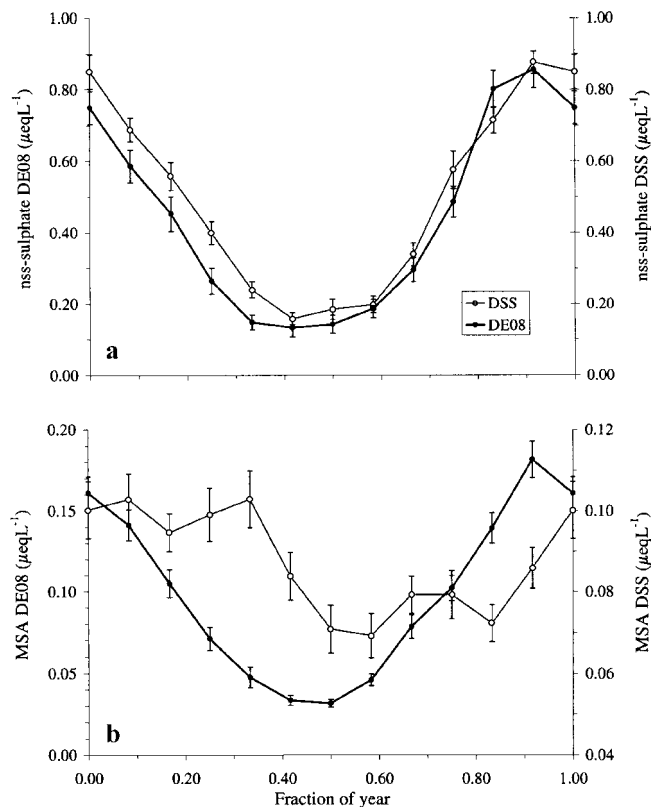 1.00
0.80
0.60
0.40
0.20
0.00
nss-sulphate DE08 (μeqL⁻¹)
a
DSS
DE08
1.00
0.80
0.60
0.40
0.20
0.00
nss-sulphate DSS (μeqL⁻¹)
0.20
0.15
0.10
0.05
0.00
MSA DE08 (μeqL⁻¹)
b
0.12
0.10
0.08
0.06
0.04
MSA DSS (μeqL⁻¹)
0.00 0.20 0.40 0.60 0.80 1.00
Fraction of year